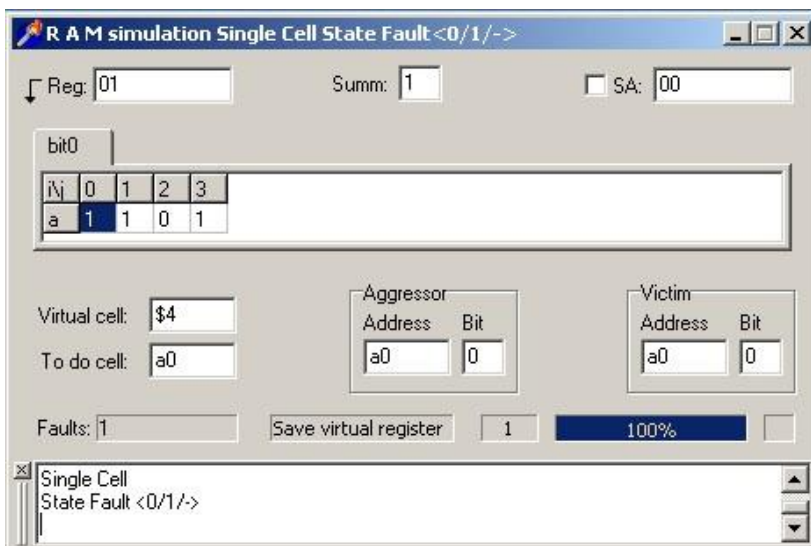 R A M simulation Single Cell State Fault<0/1/->
Reg: 01 Summ: 1 SA: 00
bit0
i\j 0 1 2 3
a 1 1 0 1
Aggressor Victim
Virtual cell: $4 Address Bit Address Bit
To do cell: a0 a0 0 a0 0
Faults: 1 Save virtual register 1 100%
Single Cell
State Fault <0/1/->